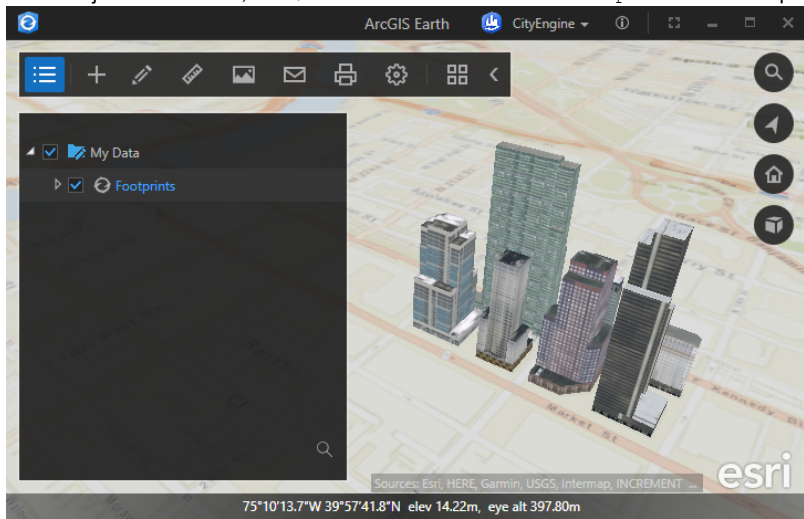 ArcGIS Earth
CityEngine
My Data
Footprints
Market St
Sources: Esri, HERE, Garmin, USGS, Intermap, INCREMENT ...
esri
75°10'13.7"W 39°57'41.8"N elev 14.22m, eye alt 397.80m